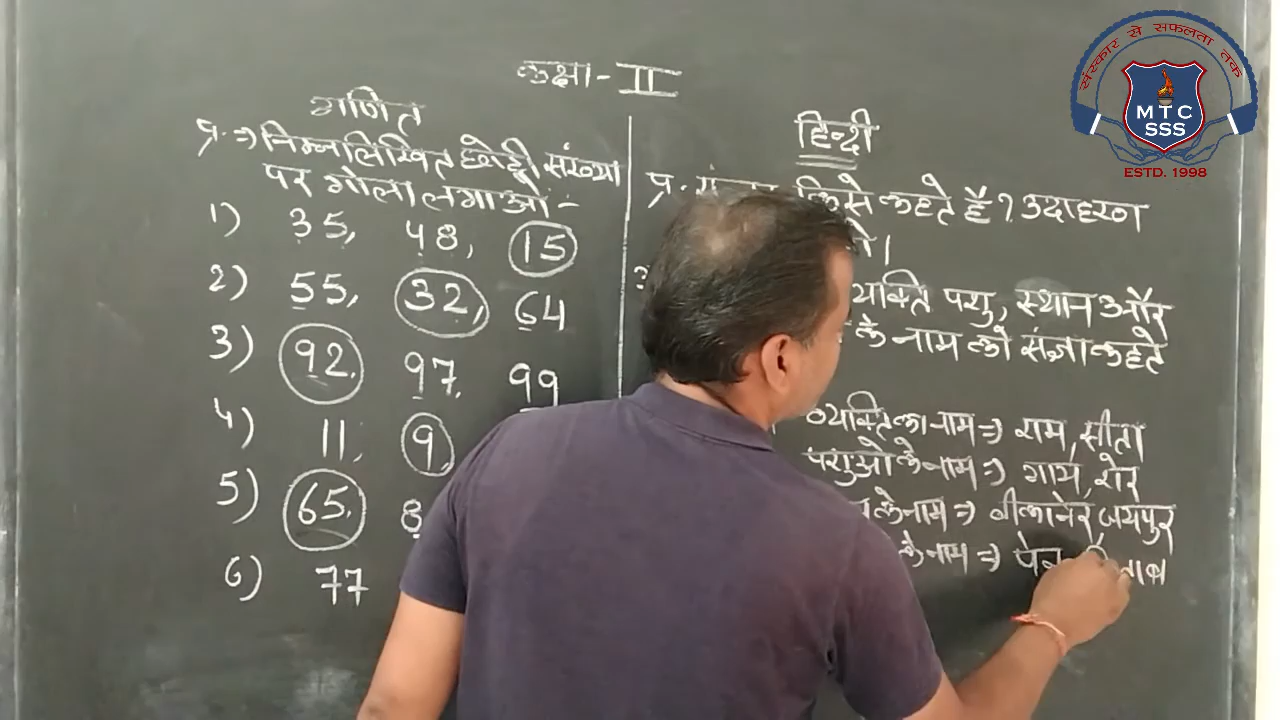 कक्षा - II
गणित
प्र. ⇒ निम्नलिखित छोटी संख्या
पर गोला लगाओ :-
1) 35, 48, 15
2) 55, 32, 64
3) 92. 97. 99
4) 11, 9
5) 65. 8
6) 77
हिन्दी
प्र. किसे कहते हैं? उदाहरण
व्यक्ति पशु, स्थान और
के नाम को संज्ञा कहते
व्यक्ति का नाम ⇒ राम, सीता
पशुओ के नाम ⇒ गाय, शेर
के नाम ⇒ बीकानेर, जयपुर
के नाम ⇒ पेन
संस्कार से सफलता तक
MTC
SSS
ESTD. 1998